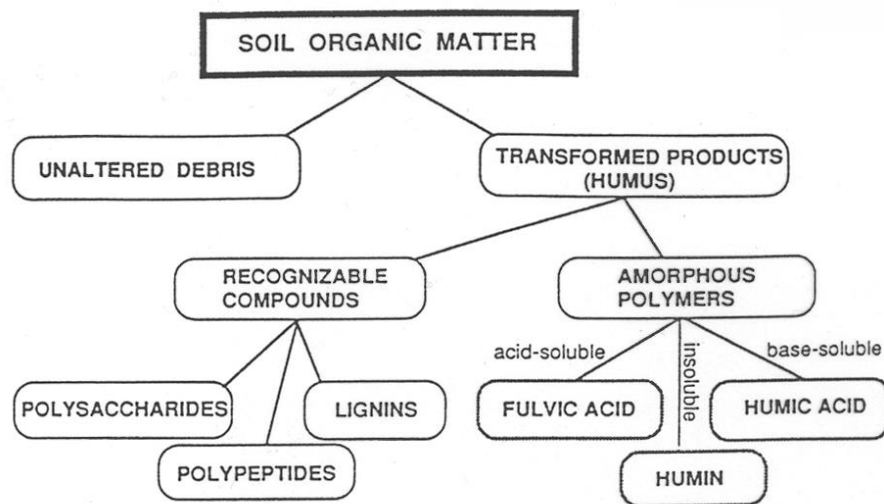 SOIL ORGANIC MATTER
UNALTERED DEBRIS
TRANSFORMED PRODUCTS
(HUMUS)
RECOGNIZABLE
COMPOUNDS
AMORPHOUS
POLYMERS
acid-soluble
insoluble
base-soluble
POLYSACCHARIDES
LIGNINS
POLYPEPTIDES
FULVIC ACID
HUMIC ACID
HUMIN